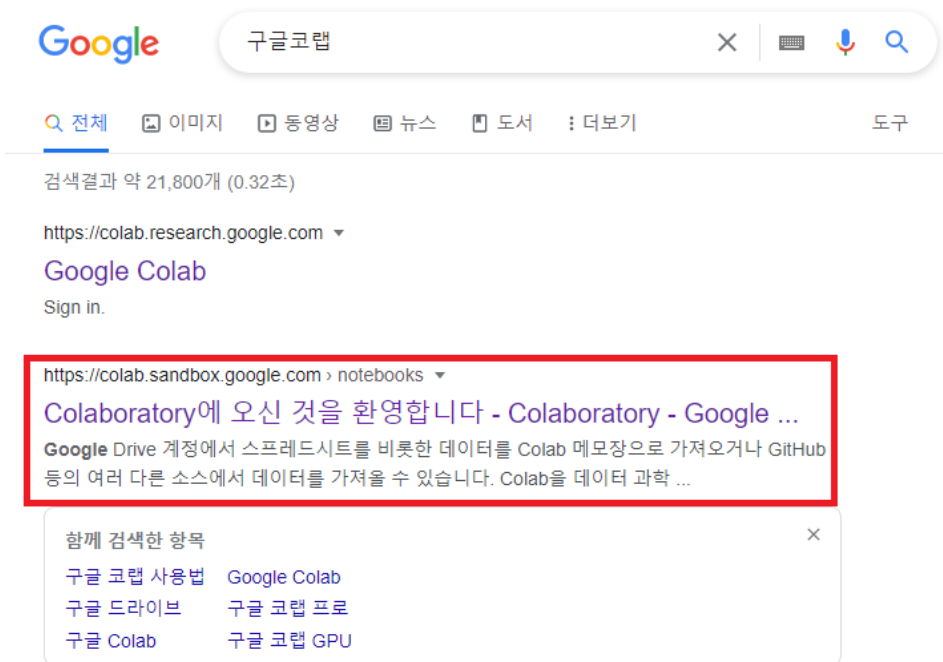 Google 구글코랩
전체 이미지 동영상 뉴스 도서 더보기 도구
검색결과 약 21,800개 (0.32초)
https://colab.research.google.com
Google Colab
Sign in.
https://colab.sandbox.google.com › notebooks
Colaboratory에 오신 것을 환영합니다 - Colaboratory - Google ...
Google Drive 계정에서 스프레드시트를 비롯한 데이터를 Colab 메모장으로 가져오거나 GitHub
등의 여러 다른 소스에서 데이터를 가져올 수 있습니다. Colab을 데이터 과학 ...
함께 검색한 항목
구글 코랩 사용법 Google Colab
구글 드라이브 구글 코랩 프로
구글 Colab 구글 코랩 GPU